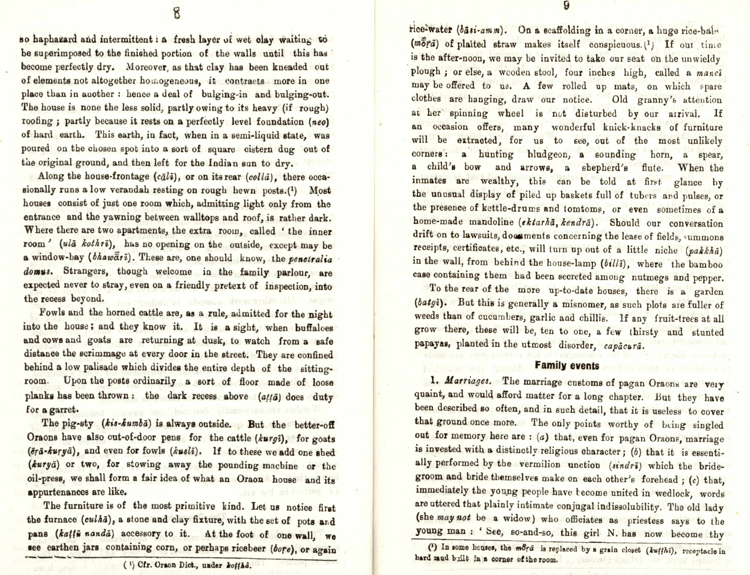 8
so haphazard and intermittent : a fresh layer of wet clay waiting to
be superimposed to the finished portion of the walls until this has
become perfectly dry. Moreover, as that clay has been kneaded out
of elements not altogether homogeneous, it contracts more in one
place than in another : hence a deal of bulging-in and bulging-out.
The house is none the less solid, partly owing to its heavy (if rough)
roofing ; partly because it rests on a perfectly level foundation (neo)
of hard earth. This earth, in fact, when in a semi-liquid state, was
poured on the chosen spot into a sort of square cistern dug out of
the original ground, and then left for the Indian sun to dry.
Along the house-frontage (cālī), or on its rear (cellā), there occa-
sionally runs a low verandah resting on rough hewn posts.(¹) Most
houses consist of just one room which, admitting light only from the
entrance and the yawning between walltops and roof, is rather dark.
Where there are two apartments, the extra room, called ' the inner
room ' (ulā kothrī), has no opening on the outside, except may be
a window-bay (bhawārī). These are, one should know, the penetralia
domus. Strangers, though welcome in the family parlour, are
expected never to stray, even on a friendly pretext of inspection, into
the recess beyond.
Fowls and the horned cattle are, as a rule, admitted for the night
into the house ; and they know it. It is a sight, when buffaloes
and cows and goats are returning at dusk, to watch from a safe
distance the scrimmage at every door in the street. They are confined
behind a low palisade which divides the entire depth of the sitting-
room. Upon the posts ordinarily a sort of floor made of loose
planks has been thrown : the dark recess above (aṭṭā) does duty
for a garret.
The pig-sty (kis-kumbā) is always outside. But the better-off
Oraons have also out-of-door pens for the cattle (kurgī), for goats
(ērā-kuryā), and even for fowls (kuslī). If to these we add one shed
(kuryā) or two, for stowing away the pounding machine or the
oil-press, we shall form a fair idea of what an Oraon house and its
appurtenances are like.
The furniture is of the most primitive kind. Let us notice first
the furnace (culhā), a stone and clay fixture, with the set of pots and
pans (kaṭṭū nandā) accessory to it. At the foot of one wall, we
see earthen jars containing corn, or perhaps ricebeer (boṛe), or again
(¹) Cfr. Oraon Dict., under koṭṭhā.
9
rice-water (bāsi-amm). On a scaffolding in a corner, a huge rice-bale
(mōṛā) of plaited straw makes itself conspicuous.(¹) If our time
is the after-noon, we may be invited to take our seat on the unwieldy
plough ; or else, a wooden stool, four inches high, called a manci
may be offered to us. A few rolled up mats, on which spare
clothes are hanging, draw our notice. Old granny's attention
at her spinning wheel is not disturbed by our arrival. If
an occasion offers, many wonderful knick-knacks of furniture
will be extracted, for us to see, out of the most unlikely
corners : a hunting bludgeon, a sounding horn, a spear,
a child's bow and arrows, a shepherd's flute. When the
inmates are wealthy, this can be told at first glance by
the unusual display of piled up baskets full of tubers and pulses, or
the presence of kettle-drums and tomtoms, or even sometimes of a
home-made mandoline (ektarhā, kendrā). Should our conversation
drift on to lawsuits, documents concerning the lease of fields, summons
receipts, certificates, etc., will turn up out of a little niche (pakkhā)
in the wall, from behind the house-lamp (billī), where the bamboo
case containing them had been secreted among nutmegs and pepper.
To the rear of the more up-to-date houses, there is a garden
(batgī). But this is generally a misnomer, as such plots are fuller of
weeds than of cucumbers, garlic and chillis. If any fruit-trees at all
grow there, these will be, ten to one, a few thirsty and stunted
papayas, planted in the utmost disorder, capācurā.
Family events
1. Marriages. The marriage customs of pagan Oraons are very
quaint, and would afford matter for a long chapter. But they have
been described so often, and in such detail, that it is useless to cover
that ground once more. The only points worthy of being singled
out for memory here are : (a) that, even for pagan Oraons, marriage
is invested with a distinctly religious character ; (b) that it is essenti-
ally performed by the vermilion unction (sindrī) which the bride-
groom and bride themselves make on each other's forehead ; (c) that,
immediately the young people have become united in wedlock, words
are uttered that plainly intimate conjugal indissolubility. The old lady
(she may not be a widow) who officiates as priestess says to the
young man : ' See, so-and-so, this girl N. has now become thy
(¹) In some houses, the mōṛā is replaced by a grain closet (kuṭṭhī), receptacle in
hard mud built in a corner of the room.